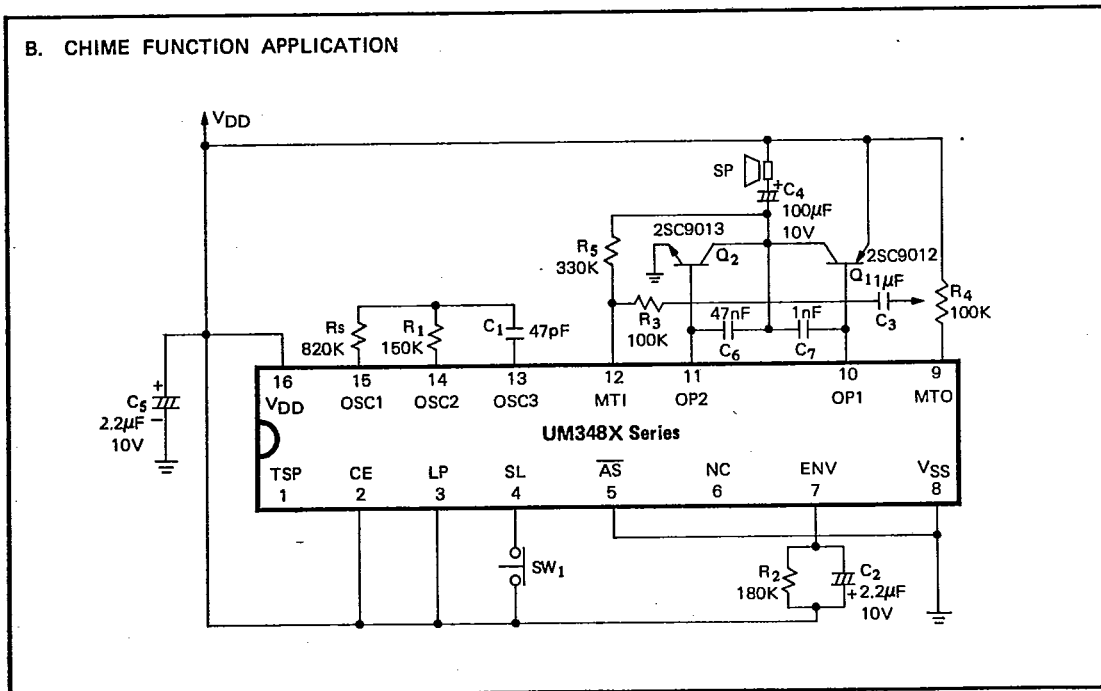 B. CHIME FUNCTION APPLICATION
VDD
SP
+
C4
100μF
10V
2SC9013
Q2
2SC9012
Q1
1μF
C3
R5
330K
R3
100K
47nF
C6
1nF
C7
R4
100K
Rs
820K
R1
150K
C1
47pF
+
C5
2.2μF
10V
−
16
15
14
13
12
11
10
9
VDD
OSC1
OSC2
OSC3
MTI
OP2
OP1
MTO
UM348X Series
TSP
CE
LP
SL
AS
NC
ENV
VSS
1
2
3
4
5
6
7
8
SW1
R2
180K
C2
+
2.2μF
10V